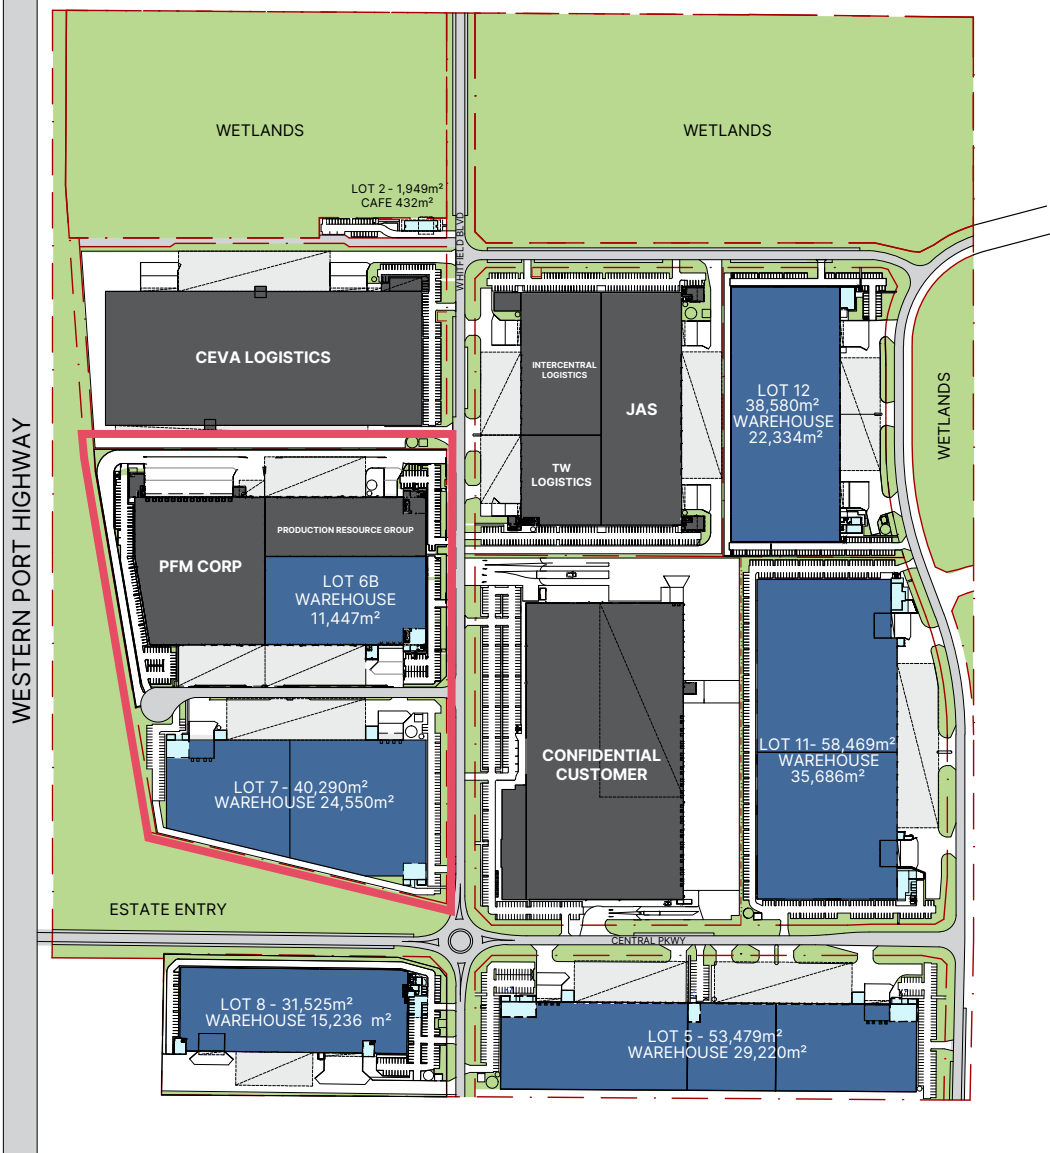 WETLANDS
WETLANDS
LOT 2 - 1,949m²
CAFE 432m²
WHITFIELD BLVD
CEVA LOGISTICS
INTERCENTRAL
LOGISTICS
JAS
TW
LOGISTICS
LOT 12
38,580m²
WAREHOUSE
22,334m²
WETLANDS
WESTERN PORT HIGHWAY
PRODUCTION RESOURCE GROUP
PFM CORP
LOT 6B
WAREHOUSE
11,447m²
CONFIDENTIAL
CUSTOMER
LOT 11- 58,469m²
WAREHOUSE
35,686m²
LOT 7 - 40,290m²
WAREHOUSE 24,550m²
ESTATE ENTRY
CENTRAL PKWY
LOT 8 - 31,525m²
WAREHOUSE 15,236 m²
LOT 5 - 53,479m²
WAREHOUSE 29,220m²